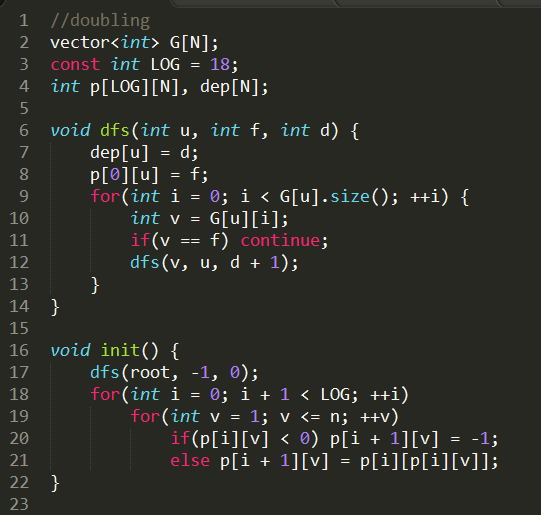 1 //doubling
2 vector<int> G[N];
3 const int LOG = 18;
4 int p[LOG][N], dep[N];
5
6 void dfs(int u, int f, int d) {
7     dep[u] = d;
8     p[0][u] = f;
9     for(int i = 0; i < G[u].size(); ++i) {
10         int v = G[u][i];
11         if(v == f) continue;
12         dfs(v, u, d + 1);
13     }
14 }
15
16 void init() {
17     dfs(root, -1, 0);
18     for(int i = 0; i + 1 < LOG; ++i)
19         for(int v = 1; v <= n; ++v)
20             if(p[i][v] < 0) p[i + 1][v] = -1;
21             else p[i + 1][v] = p[i][p[i][v]];
22 }
23